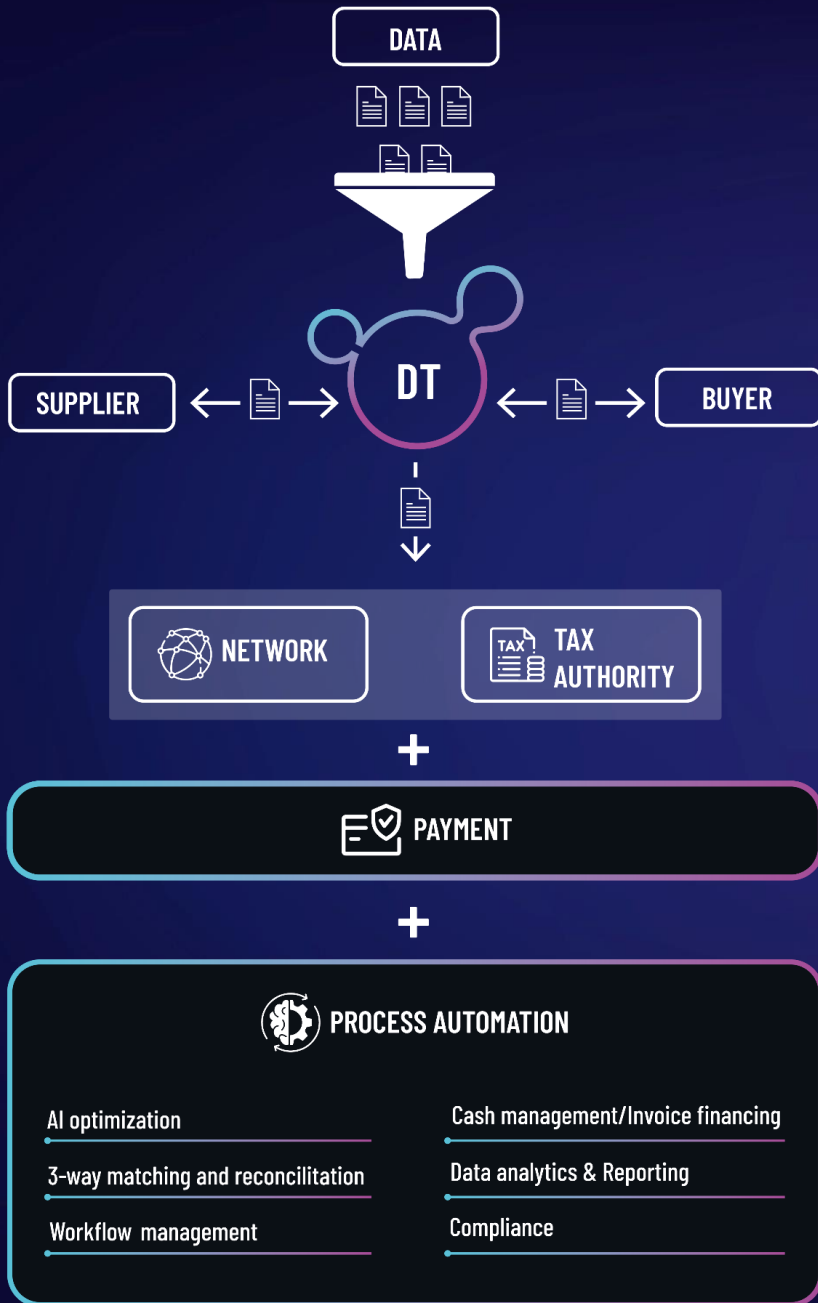 DATA
DT
SUPPLIER
BUYER
NETWORK
TAX
TAX
AUTHORITY
PAYMENT
PROCESS AUTOMATION
AI optimization
Cash management/Invoice financing
3-way matching and reconcilitation
Data analytics & Reporting
Workflow management
Compliance